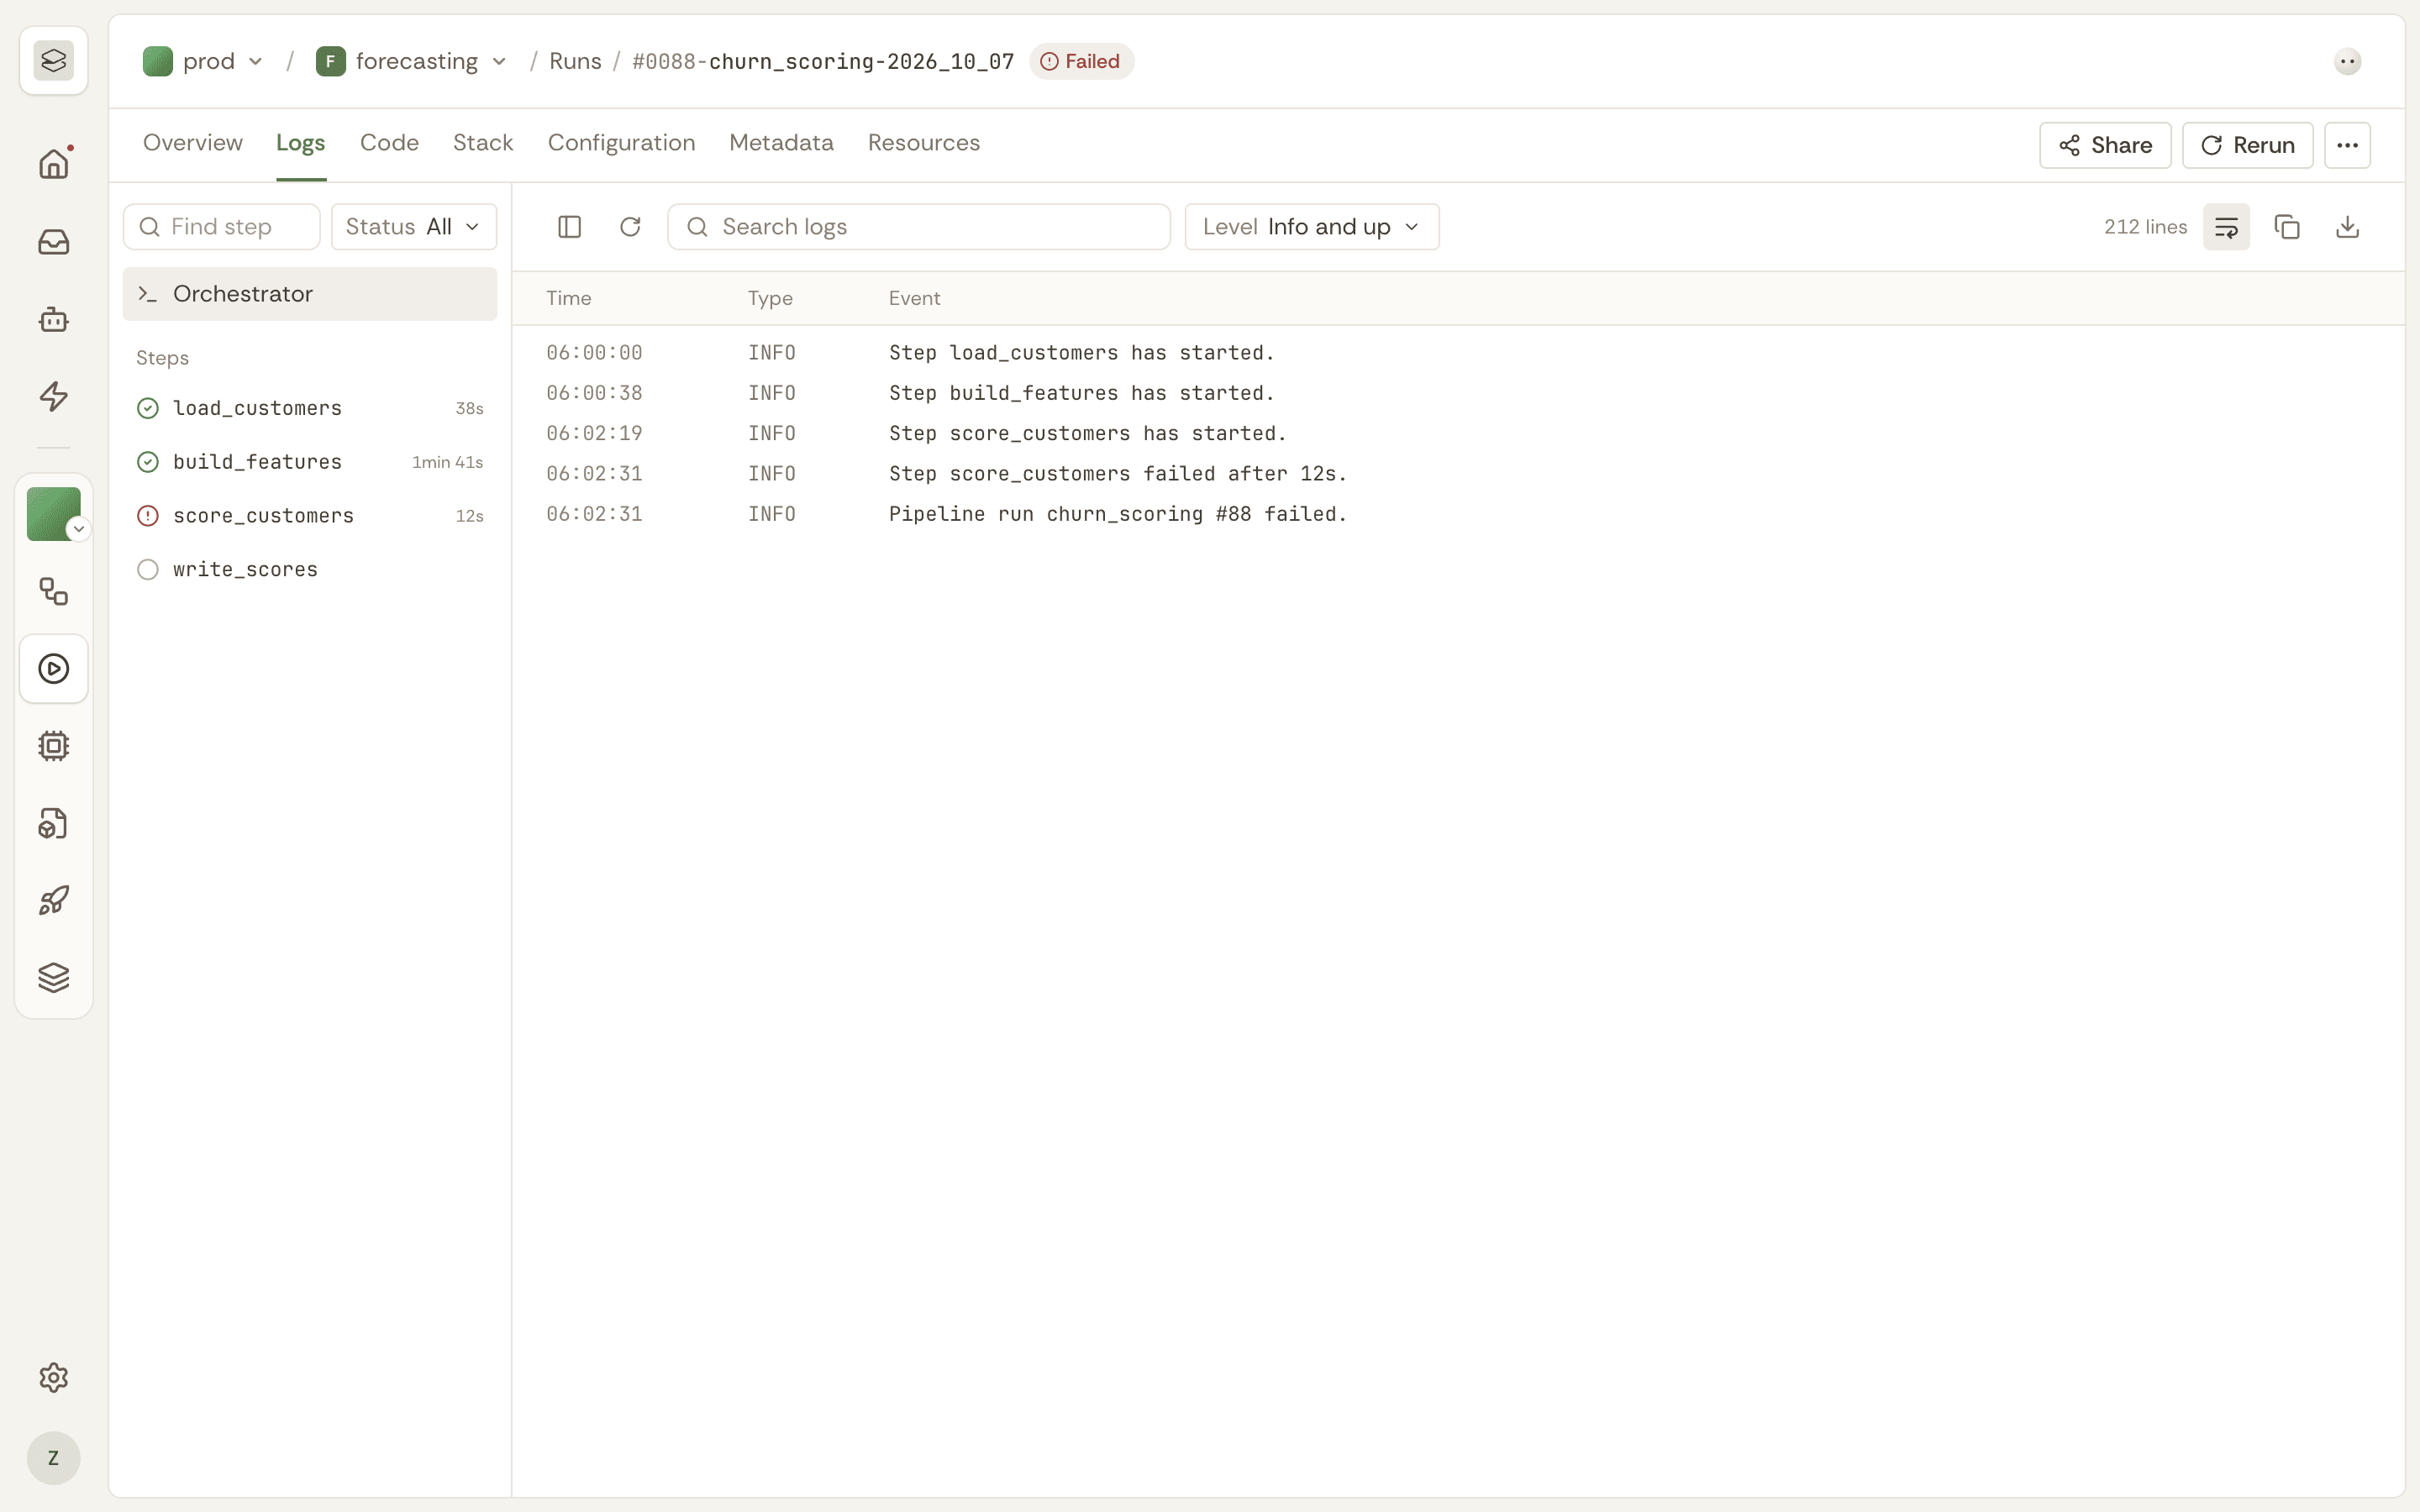 prod / F forecasting / Runs / #0088-churn_scoring-2026_10_07 Failed
Overview Logs Code Stack Configuration Metadata Resources Share Rerun
Find step Status All Search logs Level Info and up 212 lines
Orchestrator
Time Type Event
Steps
load_customers 38s
build_features 1min 41s
score_customers 12s
write_scores
06:00:00 INFO Step load_customers has started.
06:00:38 INFO Step build_features has started.
06:02:19 INFO Step score_customers has started.
06:02:31 INFO Step score_customers failed after 12s.
06:02:31 INFO Pipeline run churn_scoring #88 failed.
Z